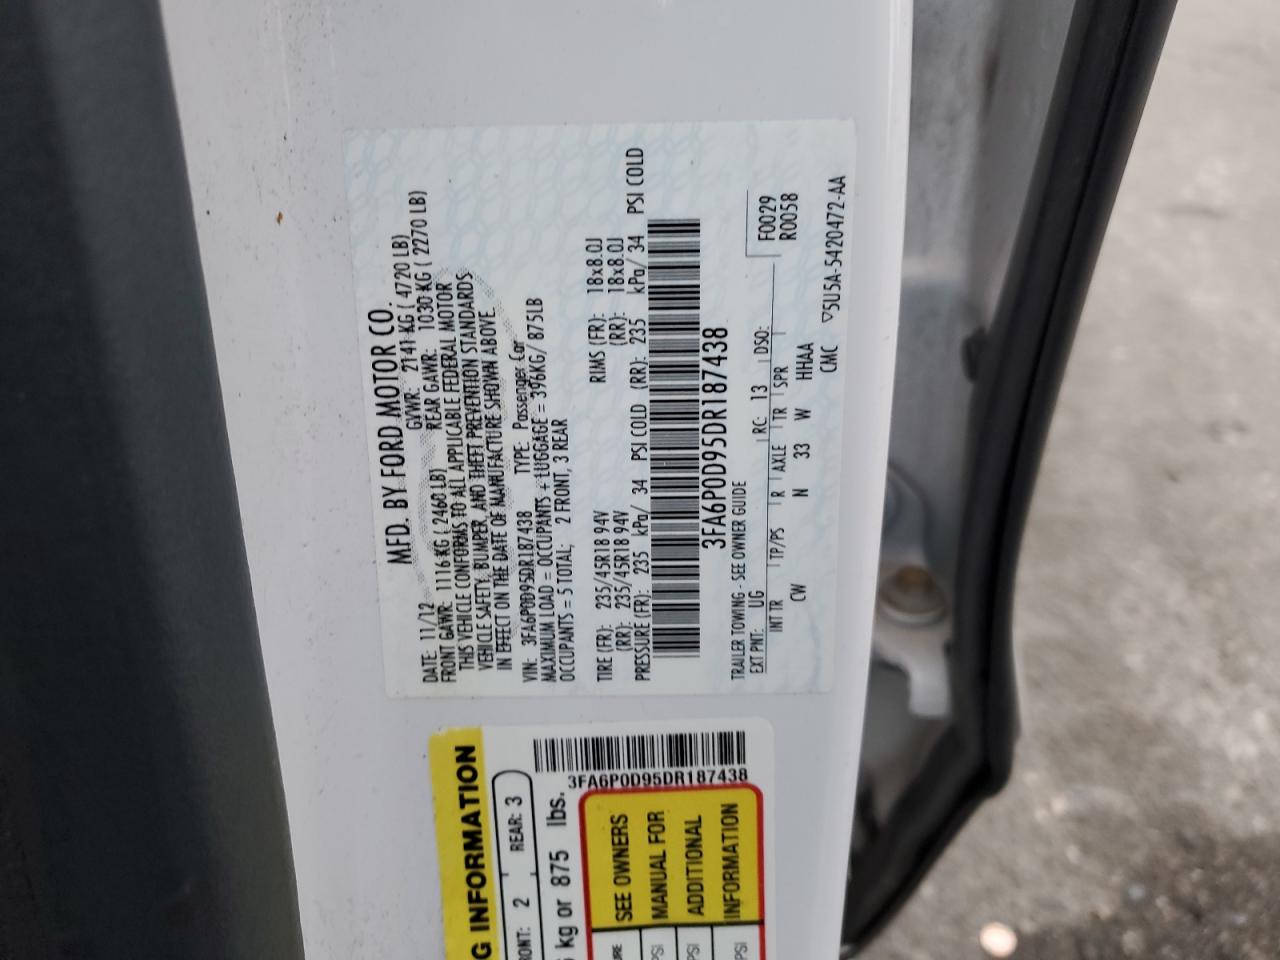 MFD. BY FORD MOTOR CO.
DATE: 11/12 GVWR: 2141 KG ( 4720 LB)
FRONT GAWR: 1116 KG ( 2460 LB) REAR GAWR: 1030 KG ( 2270 LB)
THIS VEHICLE CONFORMS TO ALL APPLICABLE FEDERAL MOTOR
VEHICLE SAFETY, BUMPER, AND THEFT PREVENTION STANDARDS
IN EFFECT ON THE DATE OF MANUFACTURE SHOWN ABOVE.
VIN: 3FA6P0D95DR187438 TYPE: Passenger Car
MAXIMUM LOAD = OCCUPANTS + LUGGAGE = 396KG/ 875LB
OCCUPANTS = 5 TOTAL; 2 FRONT, 3 REAR
TIRE (FR): 235/45R18 94V RIMS (FR): 18x8.0J
(RR): 235/45R18 94V (RR): 18x8.0J
PRESSURE (FR): 235 kPa/ 34 PSI COLD (RR): 235 kPa/ 34 PSI COLD
3FA6P0D95DR187438
TRAILER TOWING - SEE OWNER GUIDE
EXT PNT: UG RC: 13 DSO: F0029
R0058
INT TR TP/PS R AXLE TR SPR
CW N 33 W HHAA
CMC ▽5U5A-5420472-AA
G INFORMATION
RONT: 2 REAR: 3
kg or 875 lbs.
3FA6P0D95DR187438
SEE OWNERS
MANUAL FOR
ADDITIONAL
INFORMATION
URE
PSI
PSI
PSI